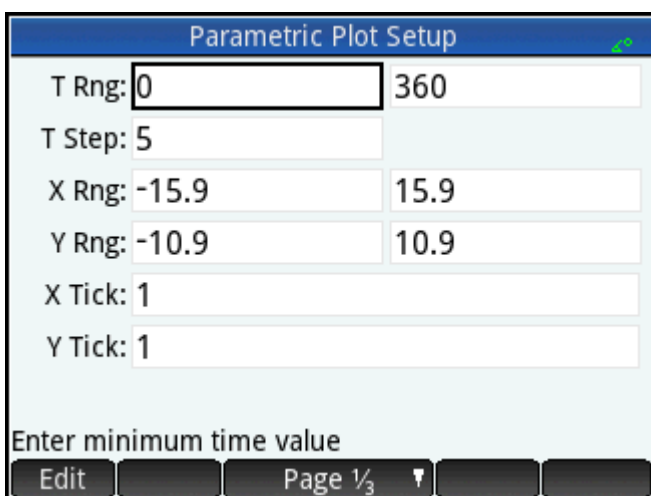 Parametric Plot Setup ∡°
T Rng: 0 360
T Step: 5
X Rng: -15.9 15.9
Y Rng: -10.9 10.9
X Tick: 1
Y Tick: 1
Enter minimum time value
Edit Page ⅓